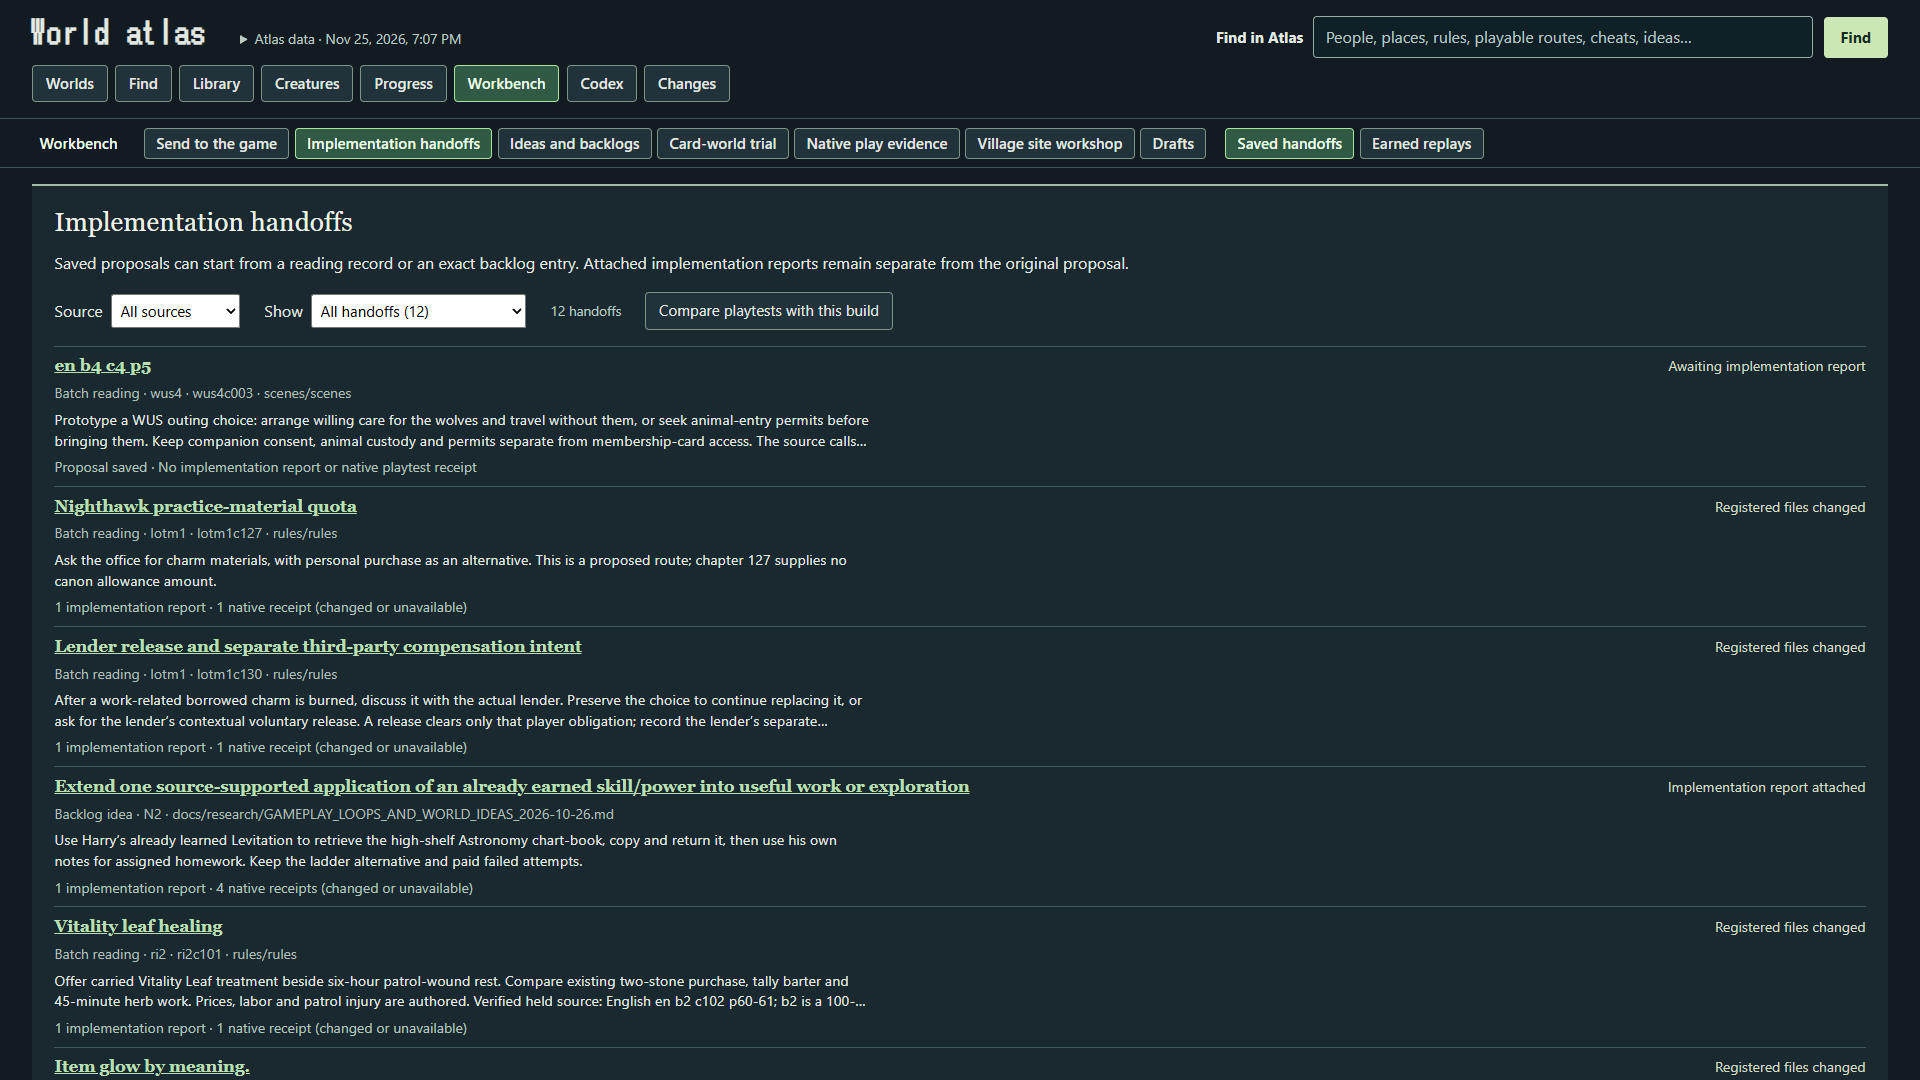 World atlas
▶ Atlas data · Nov 25, 2026, 7:07 PM
Find in Atlas
People, places, rules, playable routes, cheats, ideas...
Find
Worlds
Find
Library
Creatures
Progress
Workbench
Codex
Changes
Workbench
Send to the game
Implementation handoffs
Ideas and backlogs
Card-world trial
Native play evidence
Village site workshop
Drafts
Saved handoffs
Earned replays
Implementation handoffs
Saved proposals can start from a reading record or an exact backlog entry. Attached implementation reports remain separate from the original proposal.
Source
All sources
Show
All handoffs (12)
12 handoffs
Compare playtests with this build
en b4 c4 p5
Awaiting implementation report
Batch reading · wus4 · wus4c003 · scenes/scenes
Prototype a WUS outing choice: arrange willing care for the wolves and travel without them, or seek animal-entry permits before
bringing them. Keep companion consent, animal custody and permits separate from membership-card access. The source calls...
Proposal saved · No implementation report or native playtest receipt
Nighthawk practice-material quota
Registered files changed
Batch reading · lotm1 · lotm1c127 · rules/rules
Ask the office for charm materials, with personal purchase as an alternative. This is a proposed route; chapter 127 supplies no
canon allowance amount.
1 implementation report · 1 native receipt (changed or unavailable)
Lender release and separate third-party compensation intent
Registered files changed
Batch reading · lotm1 · lotm1c130 · rules/rules
After a work-related borrowed charm is burned, discuss it with the actual lender. Preserve the choice to continue replacing it, or
ask for the lender's contextual voluntary release. A release clears only that player obligation; record the lender's separate...
1 implementation report · 1 native receipt (changed or unavailable)
Extend one source-supported application of an already earned skill/power into useful work or exploration
Implementation report attached
Backlog idea · N2 · docs/research/GAMEPLAY_LOOPS_AND_WORLD_IDEAS_2026-10-26.md
Use Harry's already learned Levitation to retrieve the high-shelf Astronomy chart-book, copy and return it, then use his own
notes for assigned homework. Keep the ladder alternative and paid failed attempts.
1 implementation report · 4 native receipts (changed or unavailable)
Vitality leaf healing
Registered files changed
Batch reading · ri2 · ri2c101 · rules/rules
Offer carried Vitality Leaf treatment beside six-hour patrol-wound rest. Compare existing two-stone purchase, tally barter and
45-minute herb work. Prices, labor and patrol injury are authored. Verified held source: English en b2 c102 p60-61; b2 is a 100-...
1 implementation report · 1 native receipt (changed or unavailable)
Item glow by meaning.
Registered files changed